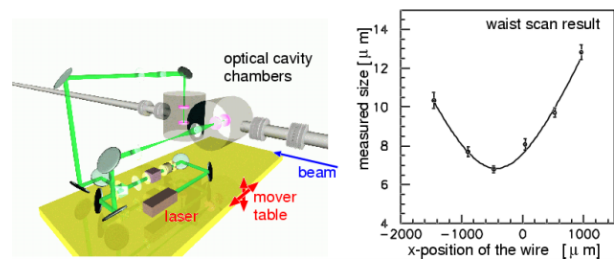 optical cavity
chambers
beam
mover
table
laser
waist scan result
measured size [ μ m]
14
12
10
8
6
4
−2000 −1000 0 1000
x-position of the wire [ μ m]